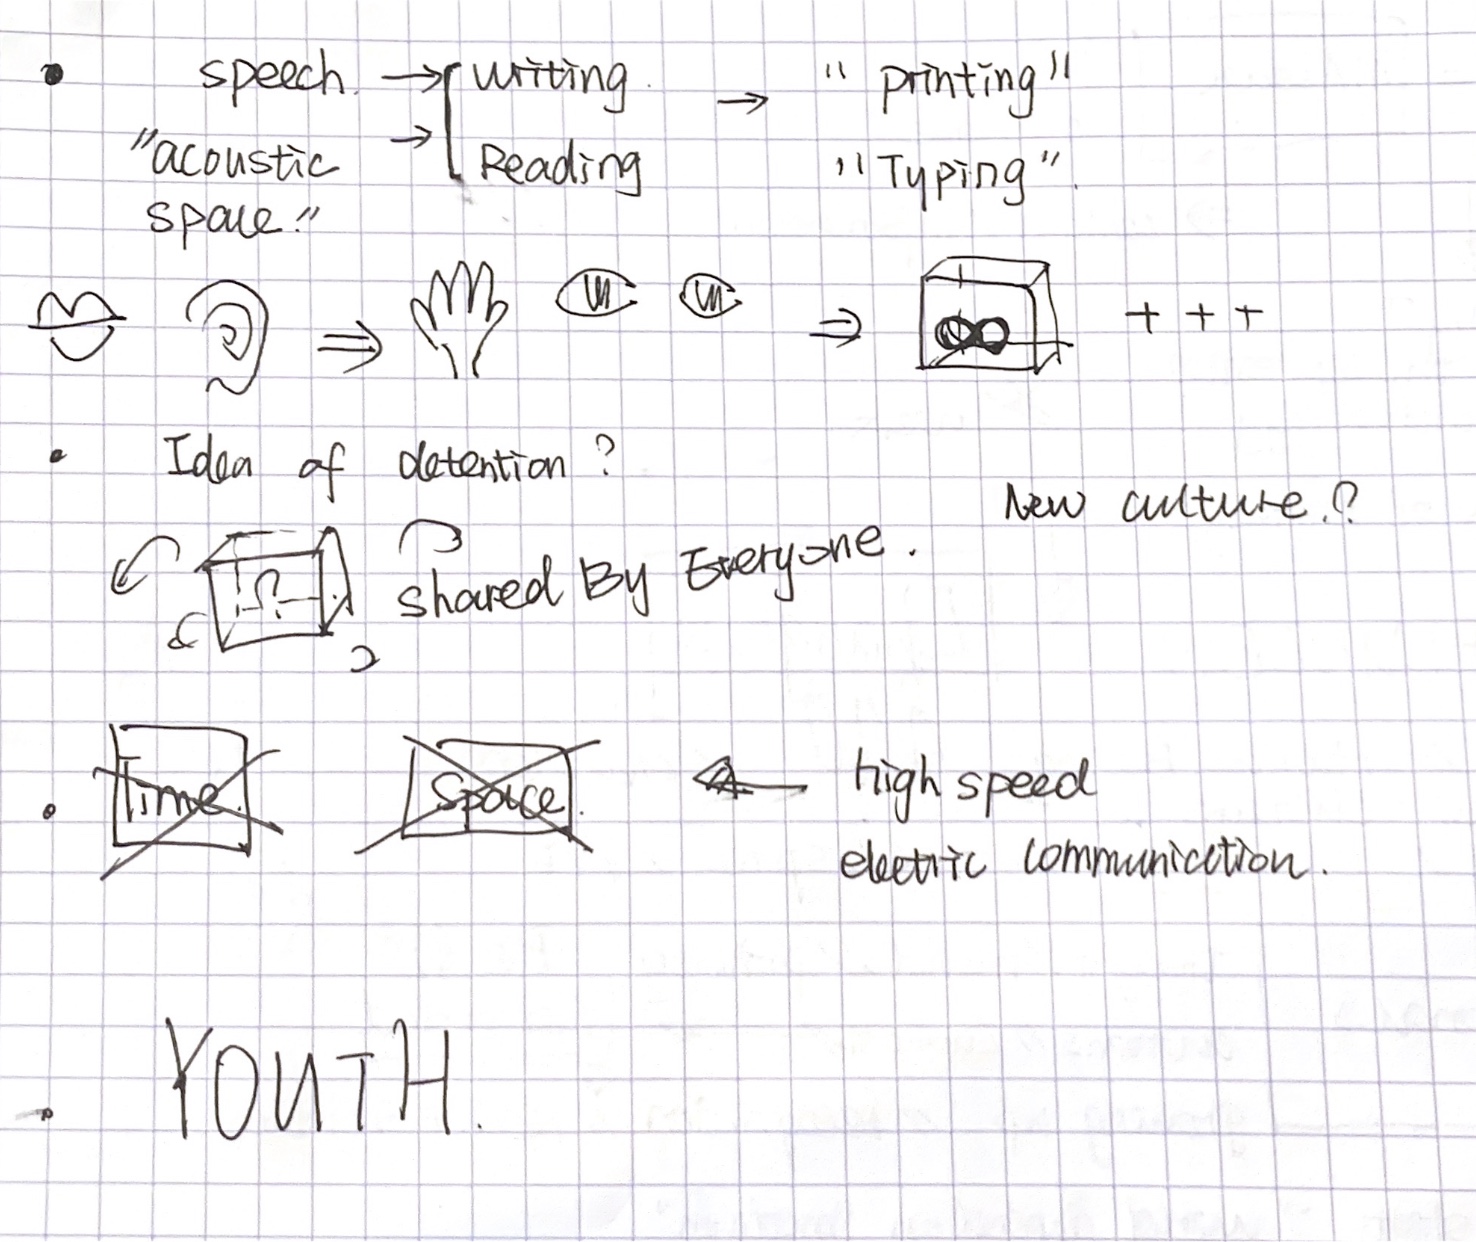 • speech. → [ writing. → " printing"
"acoustic → Reading "Typing".
space."
⇒ ⇒ ∞ + + +
• Idea of detention?
New culture.?
? shared By Everyone.
• Time. Space. ← high speed
electric communication.
• YOUTH.